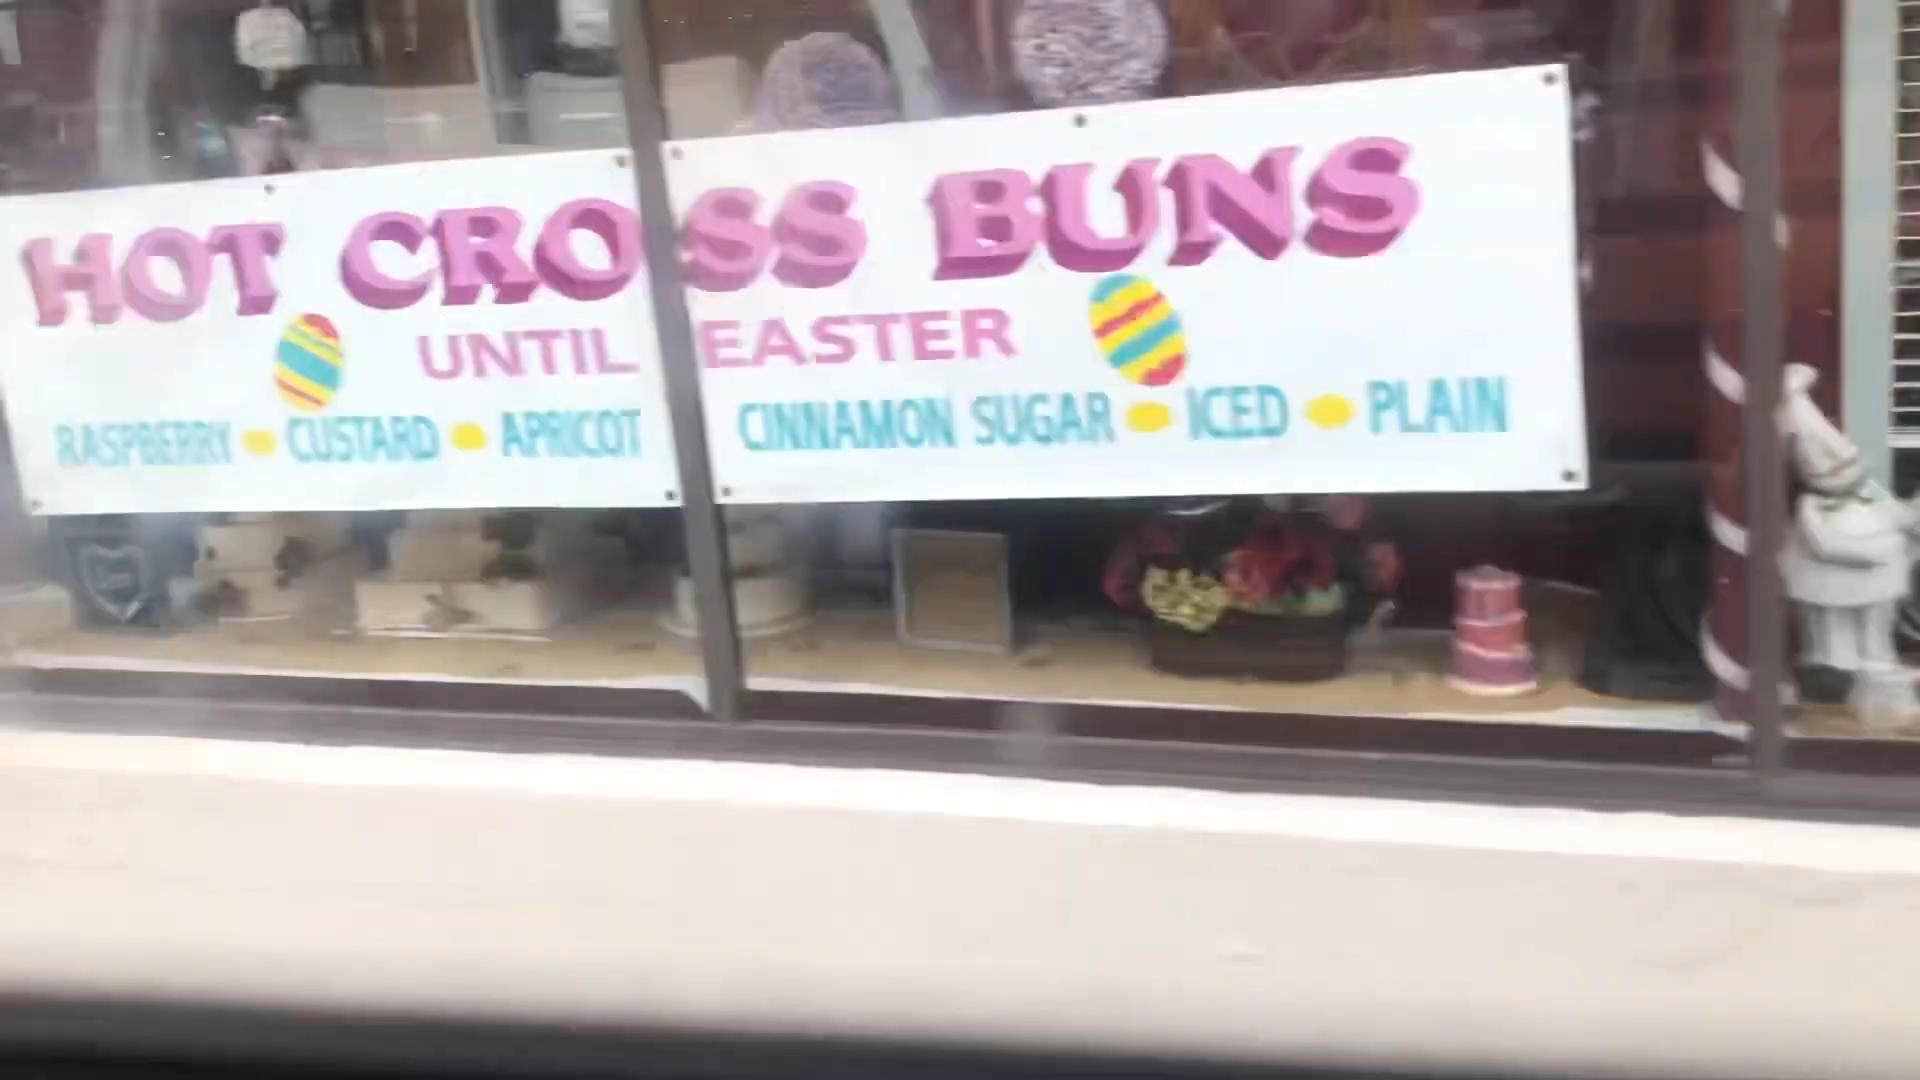 HOT CROSS BUNS
UNTIL EASTER
RASPBERRY • CUSTARD • APRICOT CINNAMON SUGAR • ICED • PLAIN